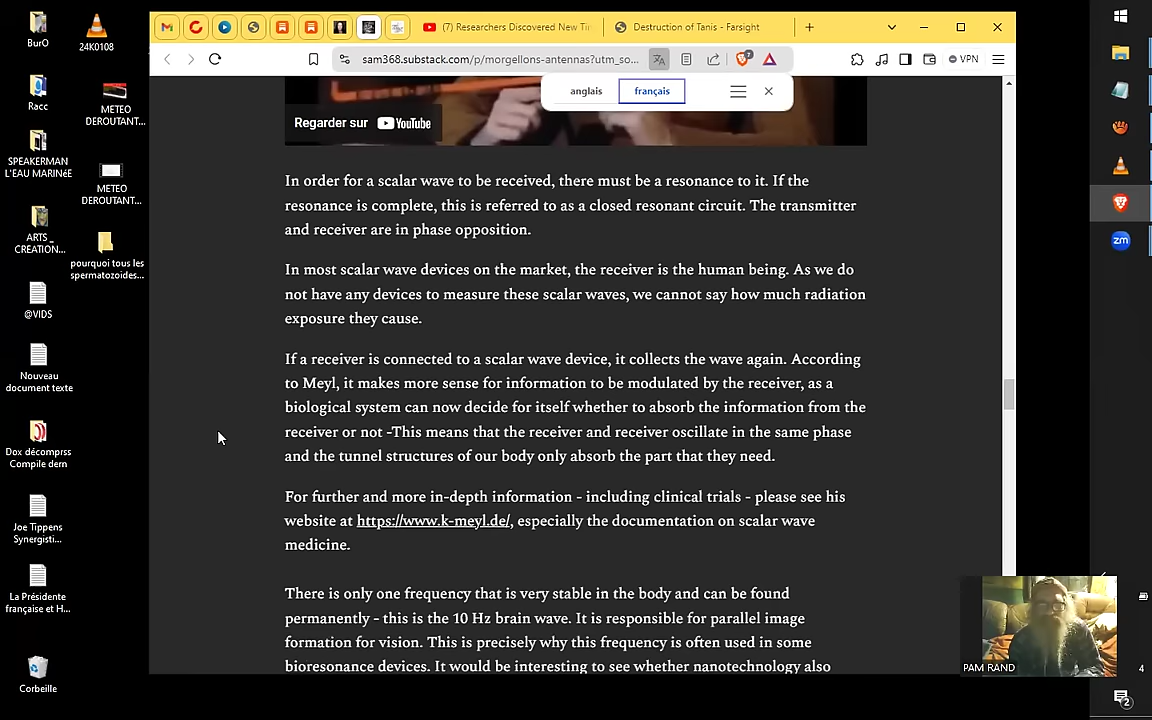 BurO
24K0108
Racc
METEO
DEROUTANT...
SPEAKERMAN
L'EAU MARINéE
METEO
DEROUTANT...
ARTS _
CREATION...
pourquoi tous les
spermatozoides...
@VIDS
Nouveau
document texte
Dox décomprss
Compile dern
Joe Tippens
Synergisti...
La Présidente
française et H...
Corbeille
(7) Researchers Discovered New Ti
Destruction of Tanis - Farsight
sam368.substack.com/p/morgellons-antennas?utm_so...
7
VPN
anglais
français
Regarder sur YouTube
In order for a scalar wave to be received, there must be a resonance to it. If the
resonance is complete, this is referred to as a closed resonant circuit. The transmitter
and receiver are in phase opposition.
In most scalar wave devices on the market, the receiver is the human being. As we do
not have any devices to measure these scalar waves, we cannot say how much radiation
exposure they cause.
If a receiver is connected to a scalar wave device, it collects the wave again. According
to Meyl, it makes more sense for information to be modulated by the receiver, as a
biological system can now decide for itself whether to absorb the information from the
receiver or not -This means that the receiver and receiver oscillate in the same phase
and the tunnel structures of our body only absorb the part that they need.
For further and more in-depth information - including clinical trials - please see his
website at https://www.k-meyl.de/, especially the documentation on scalar wave
medicine.
There is only one frequency that is very stable in the body and can be found
permanently - this is the 10 Hz brain wave. It is responsible for parallel image
formation for vision. This is precisely why this frequency is often used in some
bioresonance devices. It would be interesting to see whether nanotechnology also
zm
PAM RAND
4
2